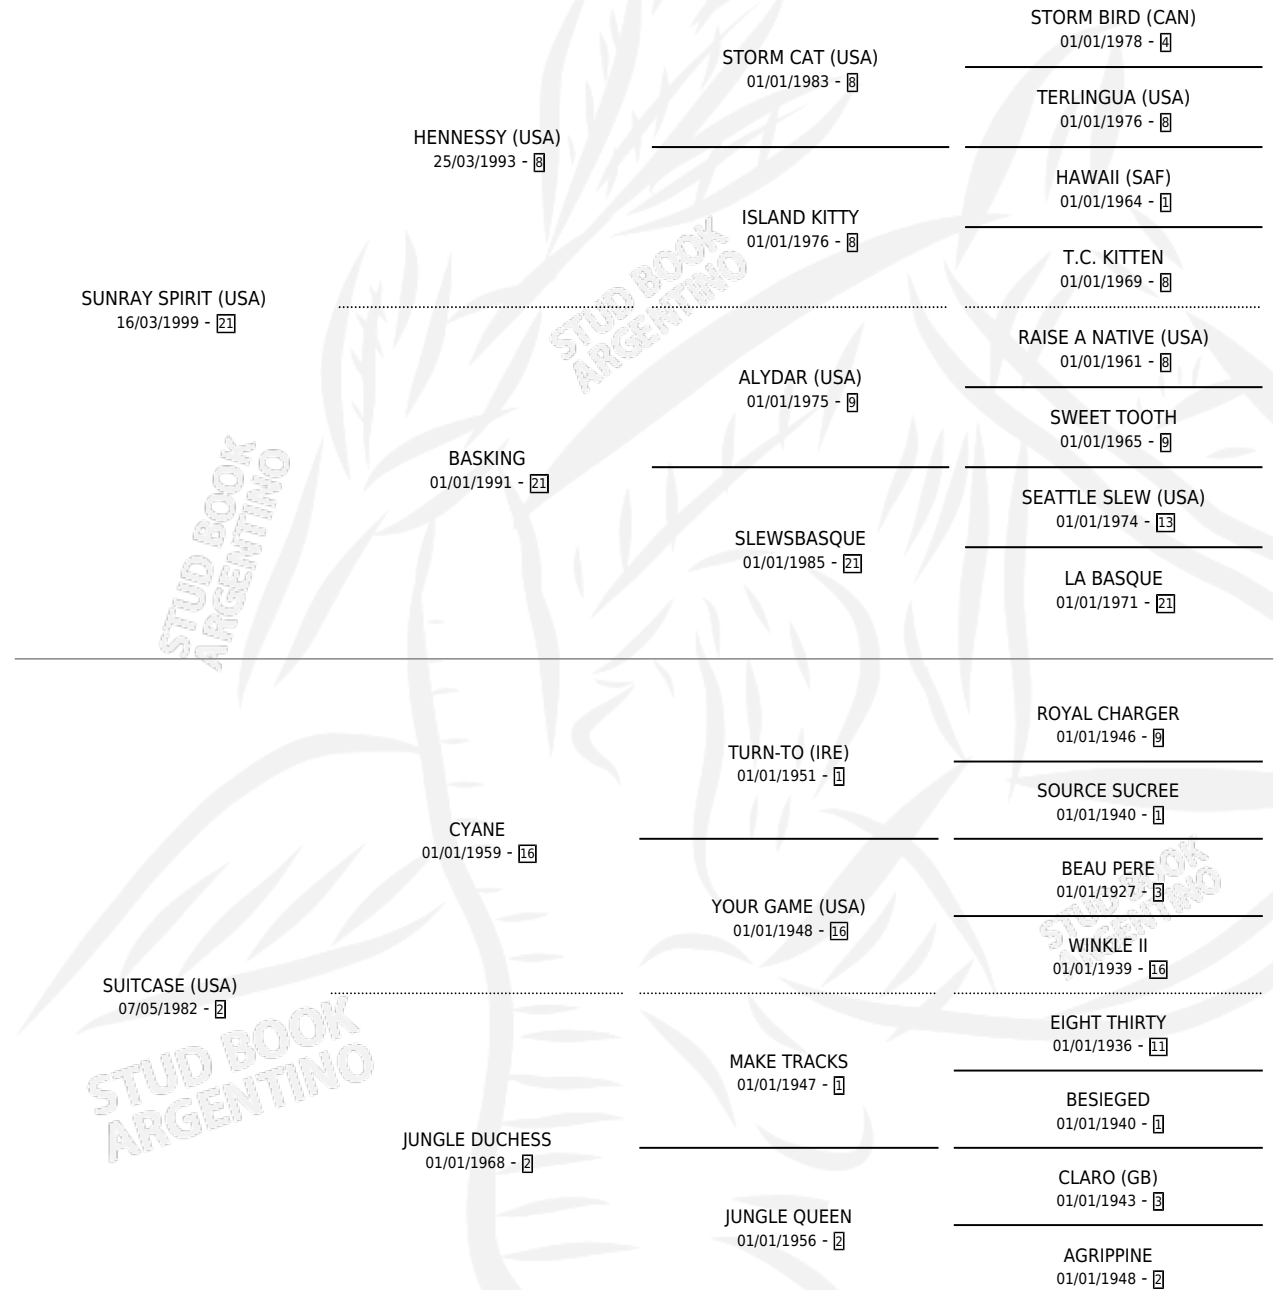 STORM BIRD (CAN)
01/01/1978 - 4
STORM CAT (USA)
01/01/1983 - 8
TERLINGUA (USA)
01/01/1976 - 8
HENNESSY (USA)
25/03/1993 - 8
HAWAII (SAF)
01/01/1964 - 1
ISLAND KITTY
01/01/1976 - 8
T.C. KITTEN
01/01/1969 - 8
SUNRAY SPIRIT (USA)
16/03/1999 - 21
STUD BOOK
ARGENTINO
RAISE A NATIVE (USA)
01/01/1961 - 8
ALYDAR (USA)
01/01/1975 - 9
SWEET TOOTH
01/01/1965 - 9
BASKING
01/01/1991 - 21
SEATTLE SLEW (USA)
01/01/1974 - 13
SLEWSBASQUE
01/01/1985 - 21
LA BASQUE
01/01/1971 - 21
STUD BOOK
ARGENTINO
ROYAL CHARGER
01/01/1946 - 9
TURN-TO (IRE)
01/01/1951 - 1
SOURCE SUCREE
01/01/1940 - 1
CYANE
01/01/1959 - 16
BEAU PERE
01/01/1927 - 3
YOUR GAME (USA)
01/01/1948 - 16
WINKLE II
01/01/1939 - 16
STUD BOOK
ARGENTINO
SUITCASE (USA)
07/05/1982 - 2
EIGHT THIRTY
01/01/1936 - 11
MAKE TRACKS
01/01/1947 - 1
BESIEGED
01/01/1940 - 1
STUD BOOK
ARGENTINO
JUNGLE DUCHESS
01/01/1968 - 2
CLARO (GB)
01/01/1943 - 3
JUNGLE QUEEN
01/01/1956 - 2
AGRIPPINE
01/01/1948 - 2